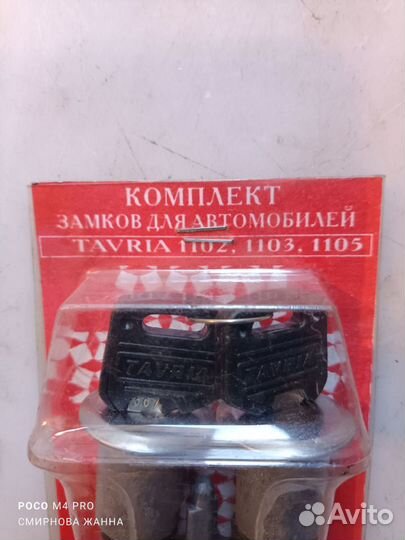 КОМПЛЕКТ
ЗАМКОВ ДЛЯ АВТОМОБИЛЕЙ
TAVRIA 1102, 1103, 1105
TAVRIA
TAVRIA
POCO M4 PRO
СМИРНОВА ЖАННА
Avito